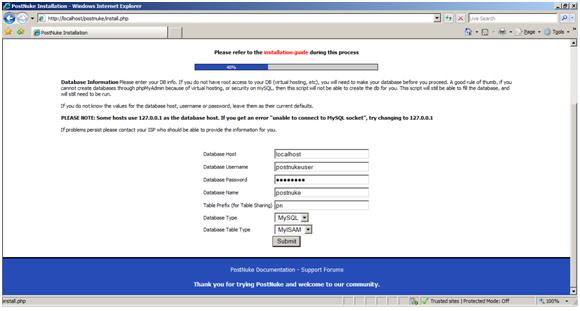 PostNuke Installation - Windows Internet Explorer
http://localhost/postnuke/install.php
Live Search
PostNuke Installation
Page
Tools
Please refer to the installation guide during this process
40%
Database Information Please enter your DB info. If you do not have root access to your DB (virtual hosting, etc), you will need to make your database before you proceed. A good rule of thumb, if you
cannot create databases through phpMyAdmin because of virtual hosting, or security on mySQL, then this script will not be able to create the db for you. This script will still be able to fill the database, and
will still need to be run.
If you do not know the values for the database host, username or password, leave them as their current defaults.
PLEASE NOTE: Some hosts use 127.0.0.1 as the database host. If you get an error "unable to connect to MySQL socket", try changing to 127.0.0.1
If problems persist please contact your ISP who should be able to provide the information for you.
Database Host localhost
Database Username postnukeuser
Database Password ••••••••
Database Name postnuke
Table Prefix (for Table Sharing) pn
Database Type MySQL
Database Table Type MyISAM
Submit
PostNuke Documentation - Support Forums
Thank you for trying PostNuke and welcome to our community.
install.php
Trusted sites | Protected Mode: Off
100%